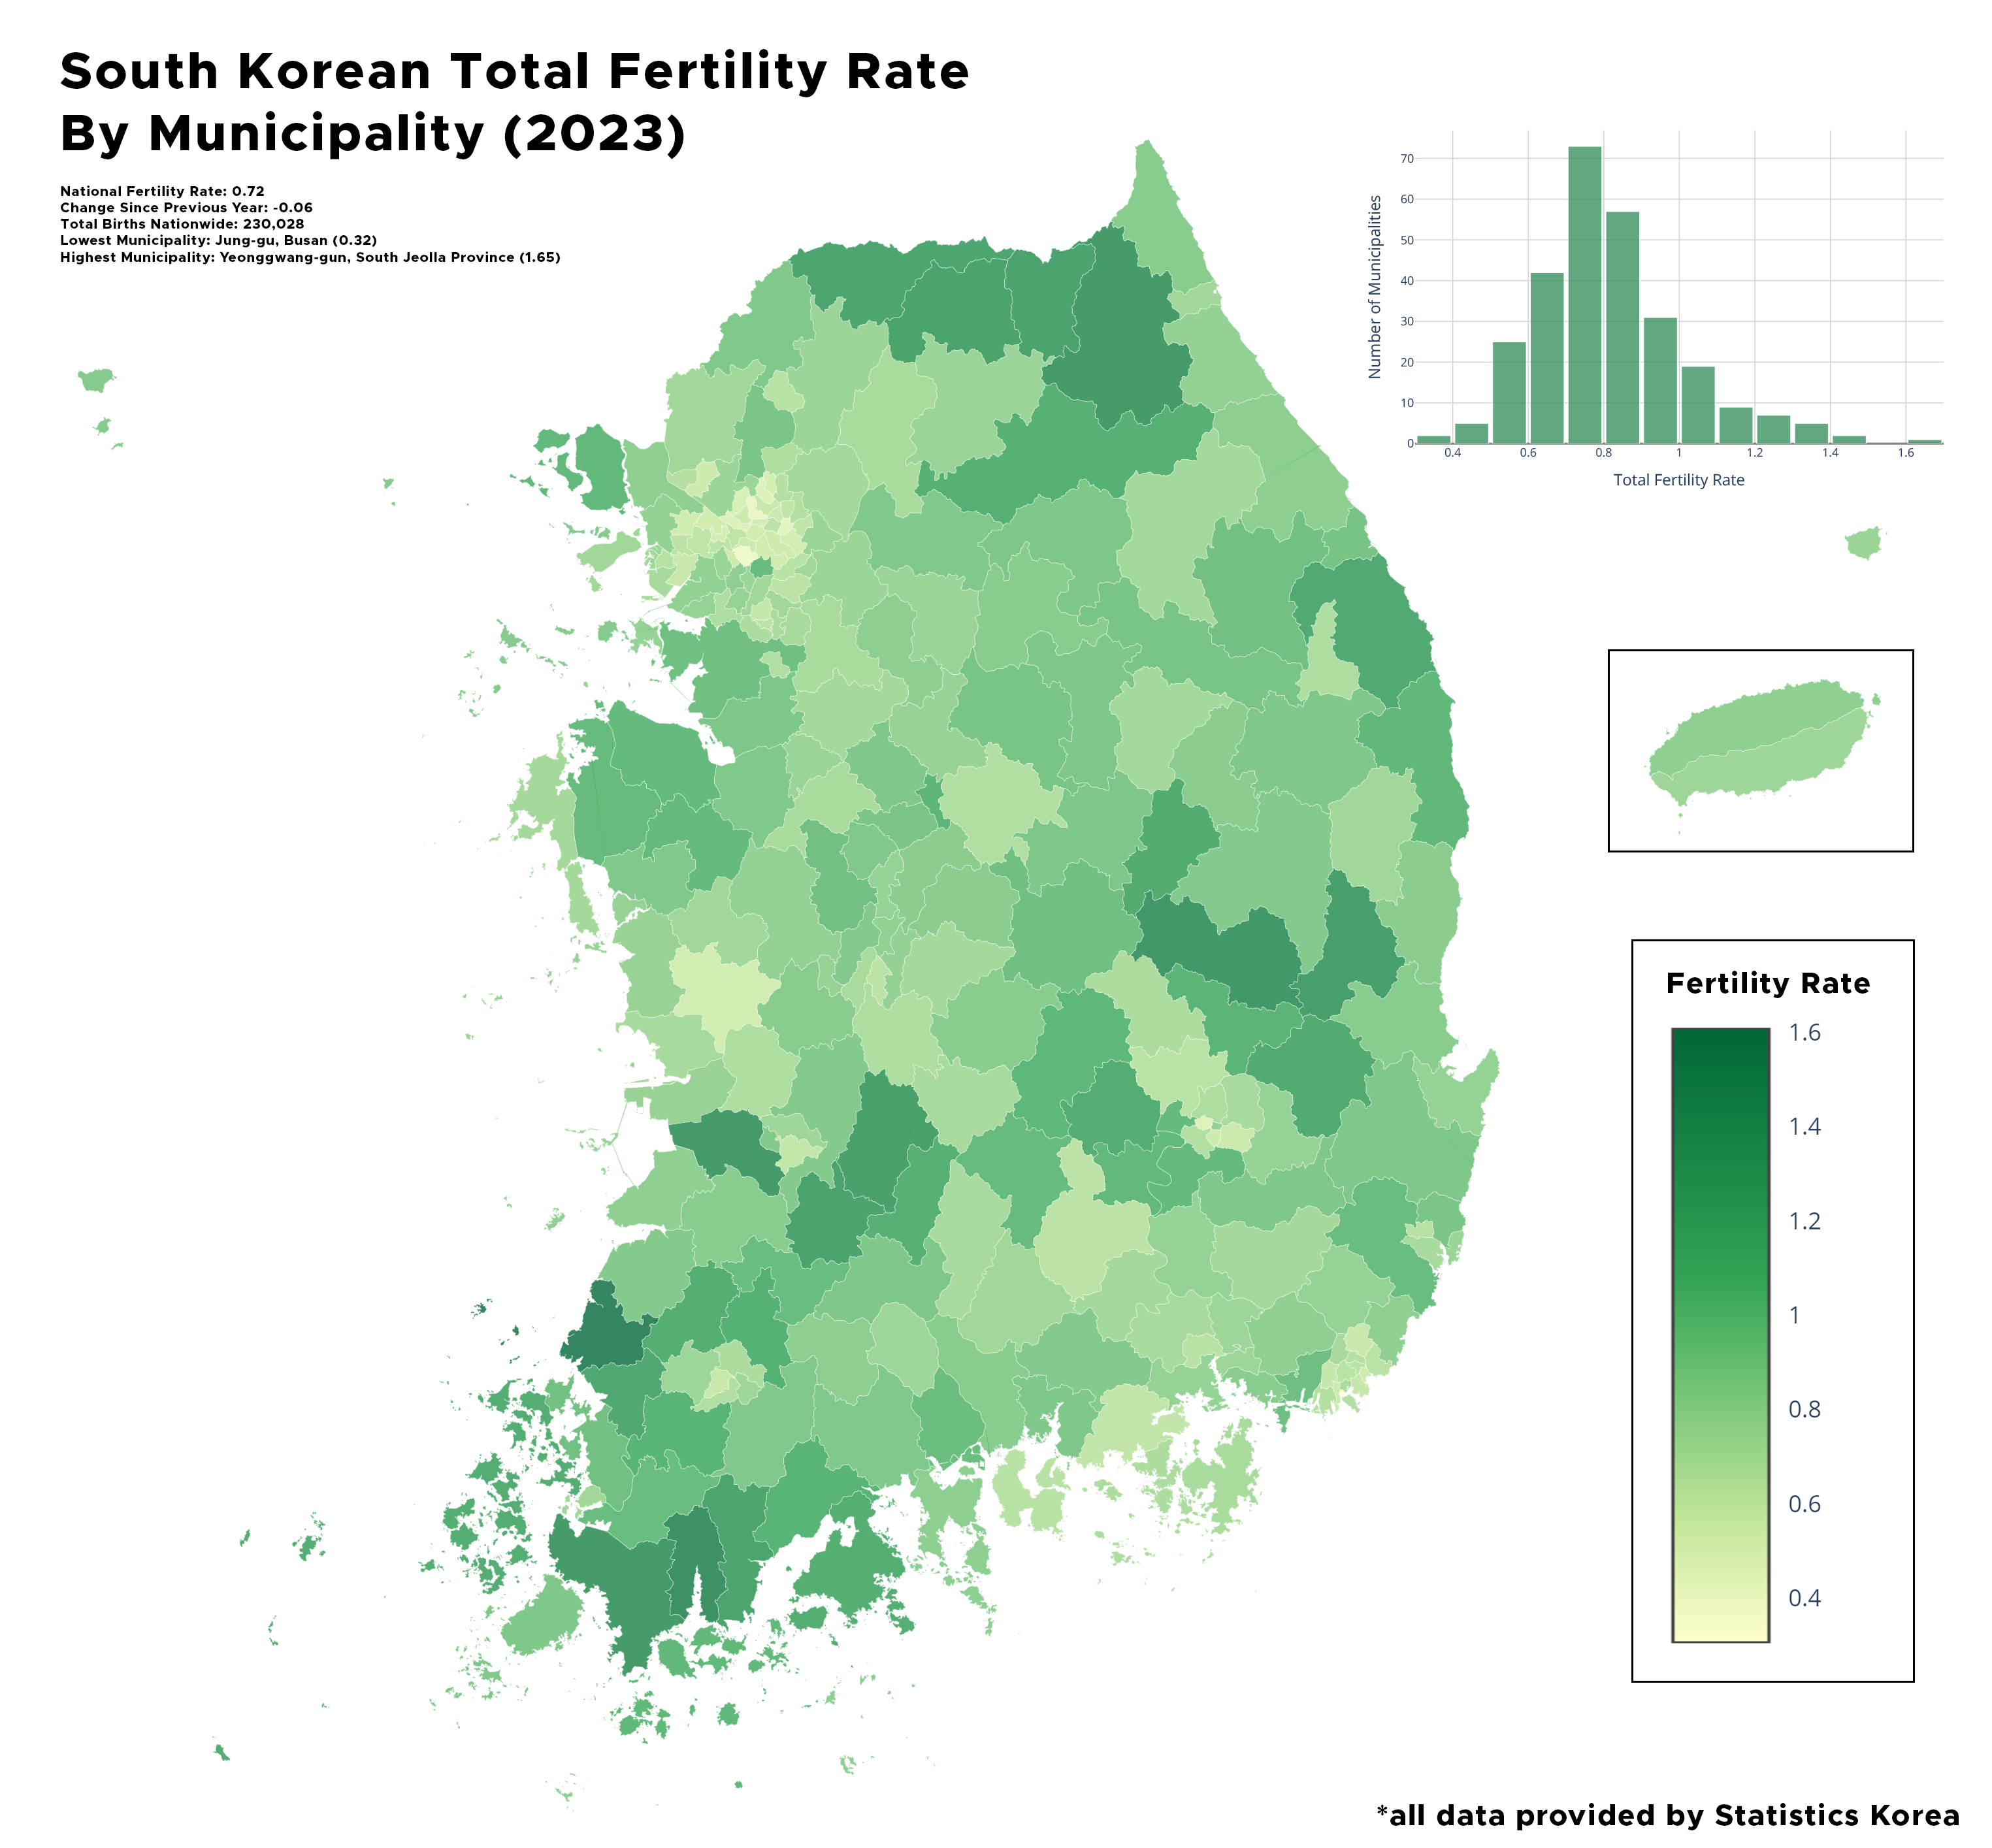 South Korean Total Fertility Rate
By Municipality (2023)
National Fertility Rate: 0.72
Change Since Previous Year: -0.06
Total Births Nationwide: 230,028
Lowest Municipality: Jung-gu, Busan (0.32)
Highest Municipality: Yeonggwang-gun, South Jeolla Province (1.65)
Number of Municipalities
70
60
50
40
30
20
10
0
0.4 0.6 0.8 1 1.2 1.4 1.6
Total Fertility Rate
Fertility Rate
1.6
1.4
1.2
1
0.8
0.6
0.4
*all data provided by Statistics Korea